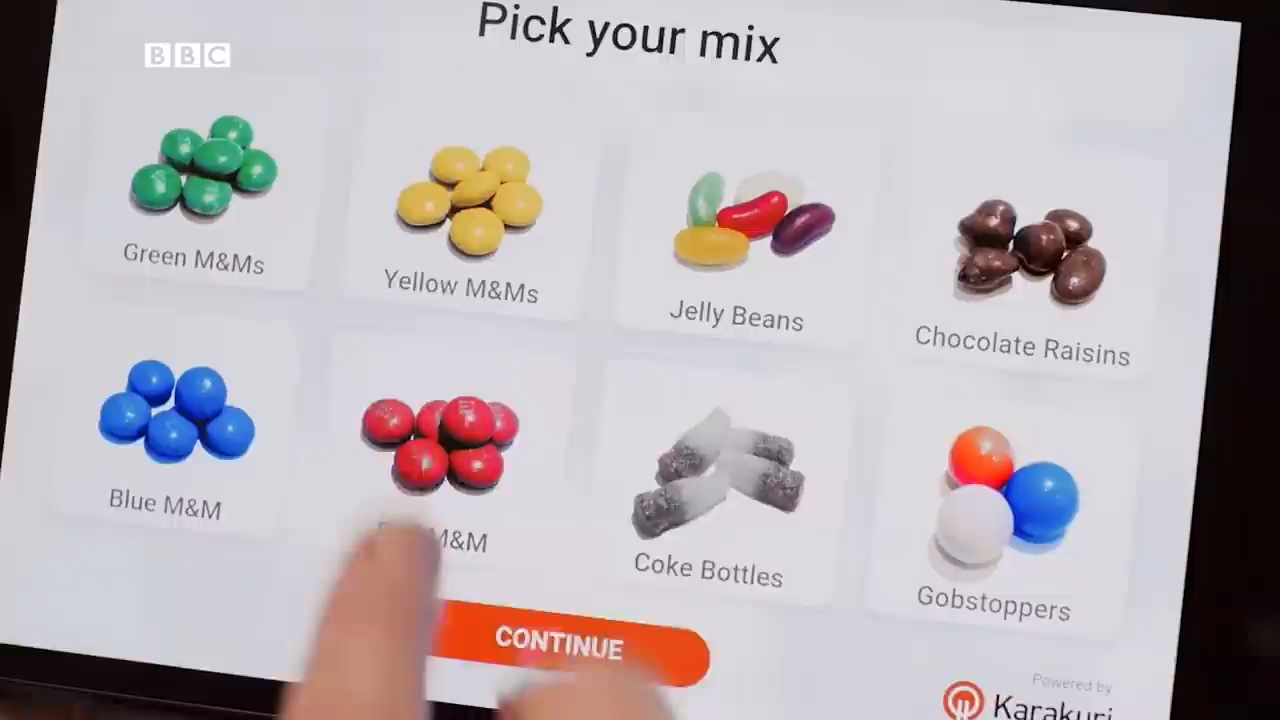 Pick your mix
BBC
Green M&Ms
Yellow M&Ms
Jelly Beans
Chocolate Raisins
Blue M&M
M&M
Coke Bottles
Gobstoppers
CONTINUE
Powered by
Karakuri